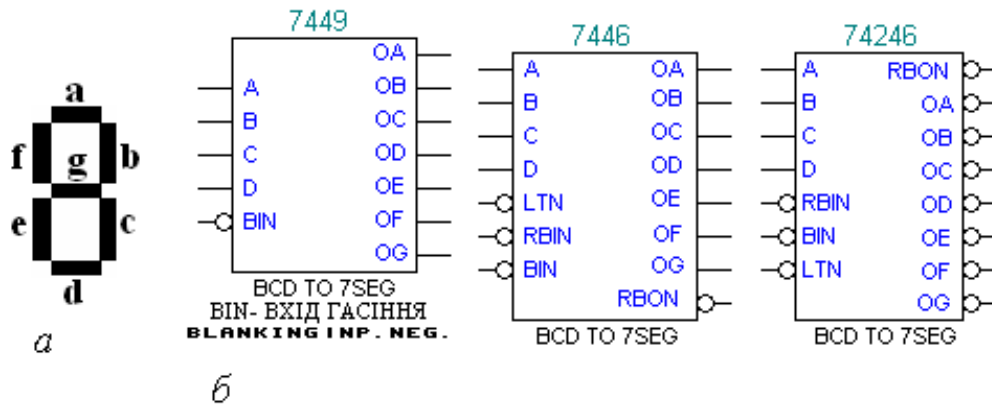 a
f g b
e c
d
а
7449
OA
A OB
B OC
C OD
D OE
BIN OF
OG
BCD TO 7SEG
BIN- ВХІД ГАСІННЯ
BLANKING INP. NEG.
б
7446
A OA
B OB
C OC
D OD
LTN OE
RBIN OF
BIN OG
RBON
BCD TO 7SEG
74246
A RBON
B OA
C OB
D OC
RBIN OD
BIN OE
LTN OF
OG
BCD TO 7SEG